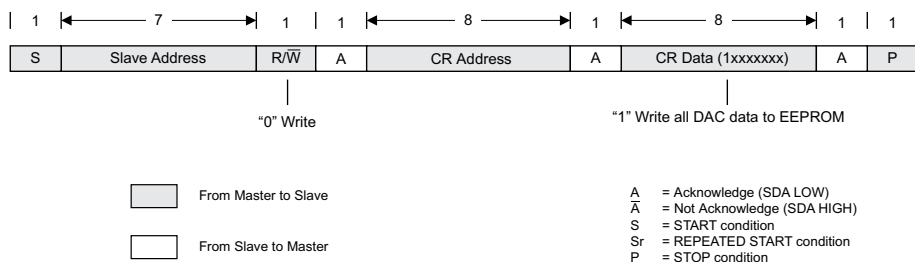 1 7 1 1 8 1 8 1 1
S Slave Address R/W̅ A CR Address A CR Data (1xxxxxxx) A P
“0” Write “1” Write all DAC data to EEPROM
From Master to Slave
From Slave to Master
A = Acknowledge (SDA LOW)
A̅ = Not Acknowledge (SDA HIGH)
S = START condition
Sr = REPEATED START condition
P = STOP condition